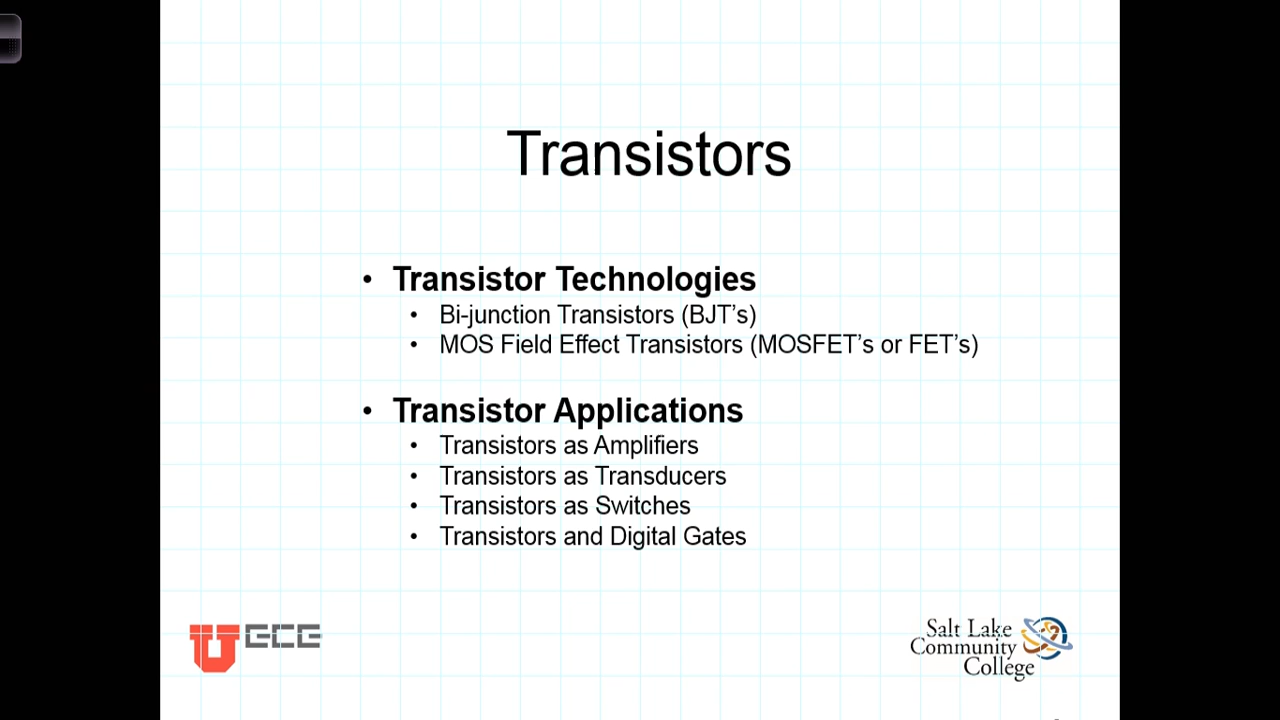 Transistors
• Transistor Technologies
• Bi-junction Transistors (BJT’s)
• MOS Field Effect Transistors (MOSFET’s or FET’s)
• Transistor Applications
• Transistors as Amplifiers
• Transistors as Transducers
• Transistors as Switches
• Transistors and Digital Gates
U ECE
Salt Lake
Community
College